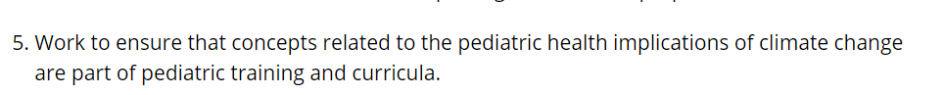 5. Work to ensure that concepts related to the pediatric health implications of climate change
are part of pediatric training and curricula.